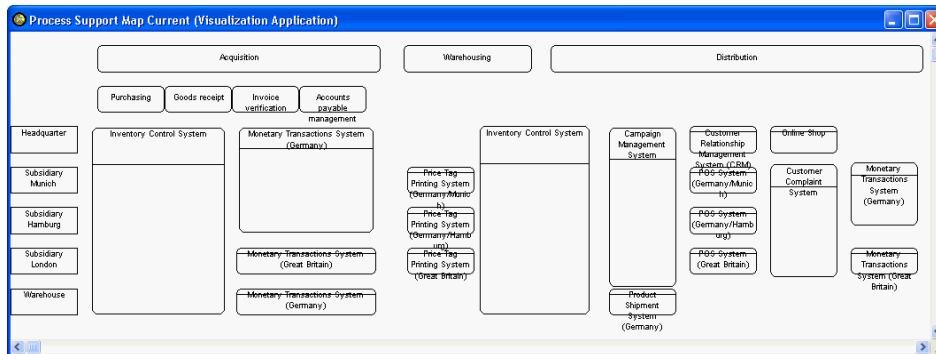 Process Support Map Current (Visualization Application)
Acquisition
Warehousing
Distribution
Purchasing
Goods receipt
Invoice
verification
Accounts
payable
management
Headquarter
Inventory Control System
Monetary Transactions System
(Germany)
Inventory Control System
Campaign
Management
System
Customer
Relationship
Management
System (CRM)
Online Shop
Subsidiary
Munich
Price Tag
Printing System
(Germany/Munic
h)
POS System
(Germany/Munic
h)
Customer
Complaint
System
Monetary
Transactions
System
(Germany)
Subsidiary
Hamburg
Price Tag
Printing System
(Germany/Hamb
urg)
POS System
(Germany/Hamb
urg)
Subsidiary
London
Monetary Transactions System
(Great Britain)
Price Tag
Printing System
(Great Britain)
POS System
(Great Britain)
Monetary
Transactions
System (Great
Britain)
Warehouse
Monetary Transactions System
(Germany)
Product
Shipment
System
(Germany)